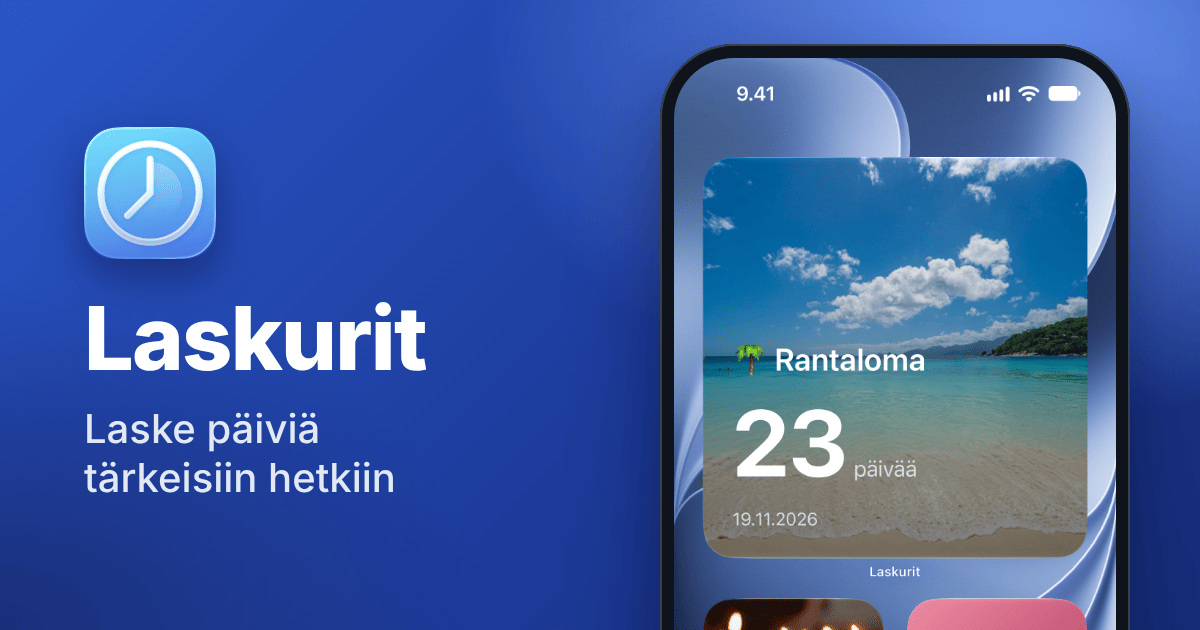 Laskurit
Laske päiviä
tärkeisiin hetkiin
9.41
🌴 Rantaloma
23 päivää
19.11.2026
Laskurit